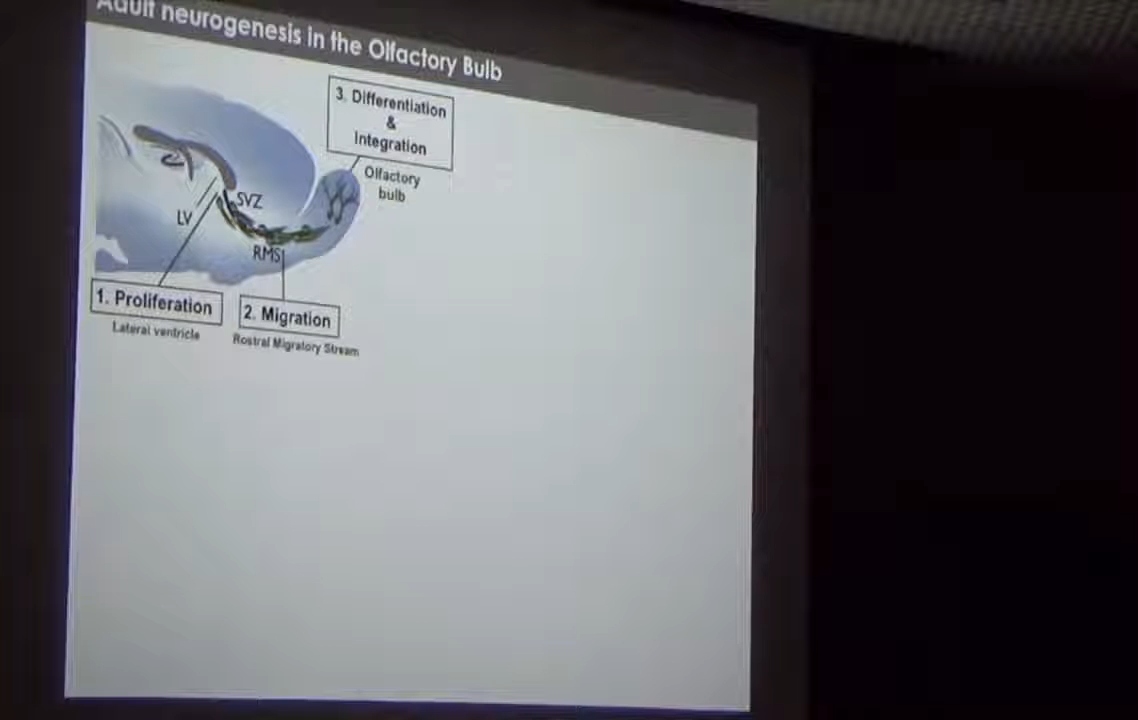 Adult neurogenesis in the Olfactory Bulb
3. Differentiation
&
Integration
Olfactory
bulb
SVZ
LV
RMS
1. Proliferation
Lateral ventricle
2. Migration
Rostral Migratory Stream